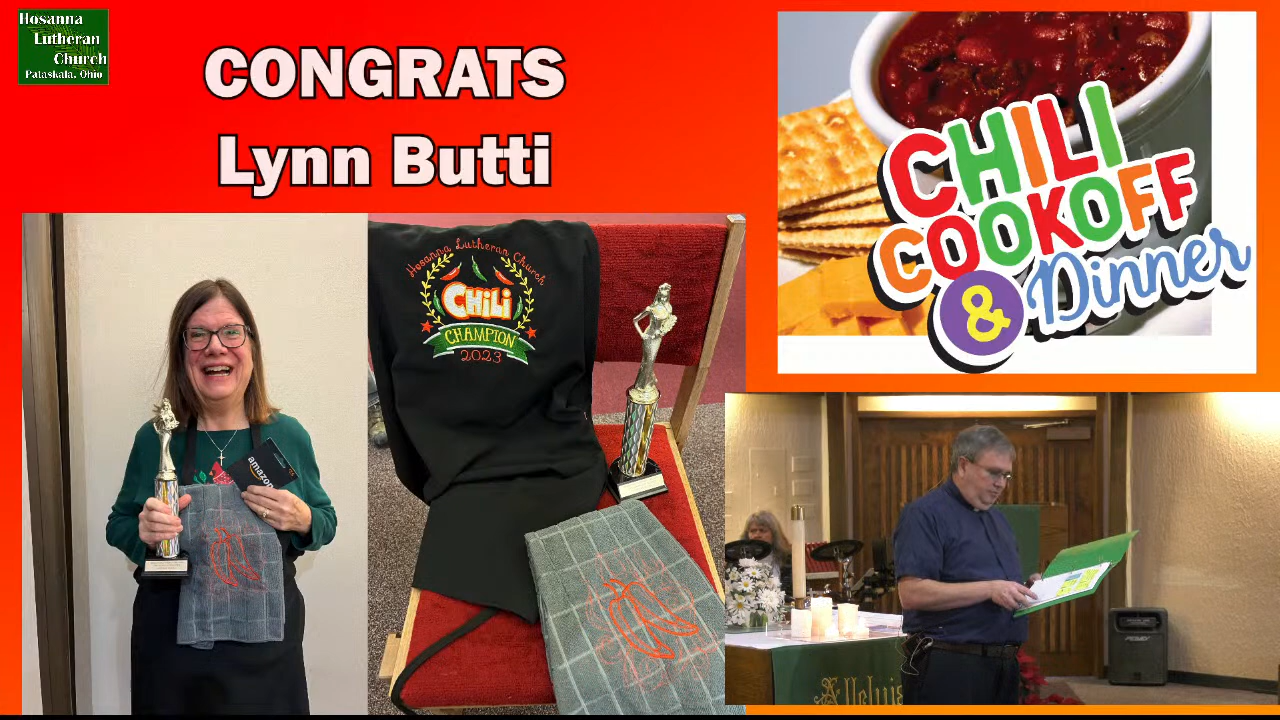 Hosanna
Lutheran
Church
Pataskala, Ohio
CONGRATS
Lynn Butti
CHILI
COOKOFF
& Dinner
Hosanna Lutheran Church
CHiLi
CHAMPION
2023
amazon
PEAVEY
Alleluia